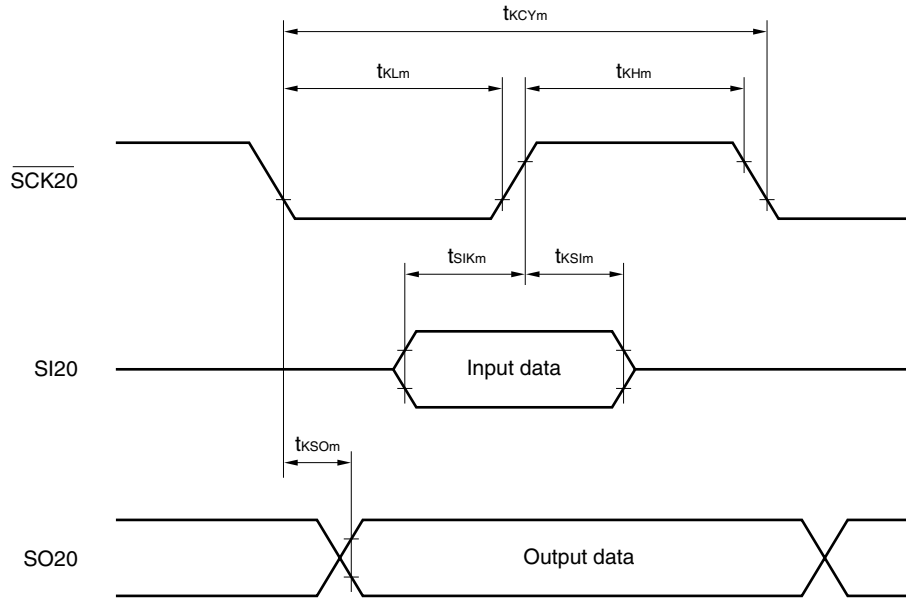 tKCYm
tKLm
tKHm
SCK20
tSIKm
tKSIm
SI20
Input data
tKSOm
SO20
Output data